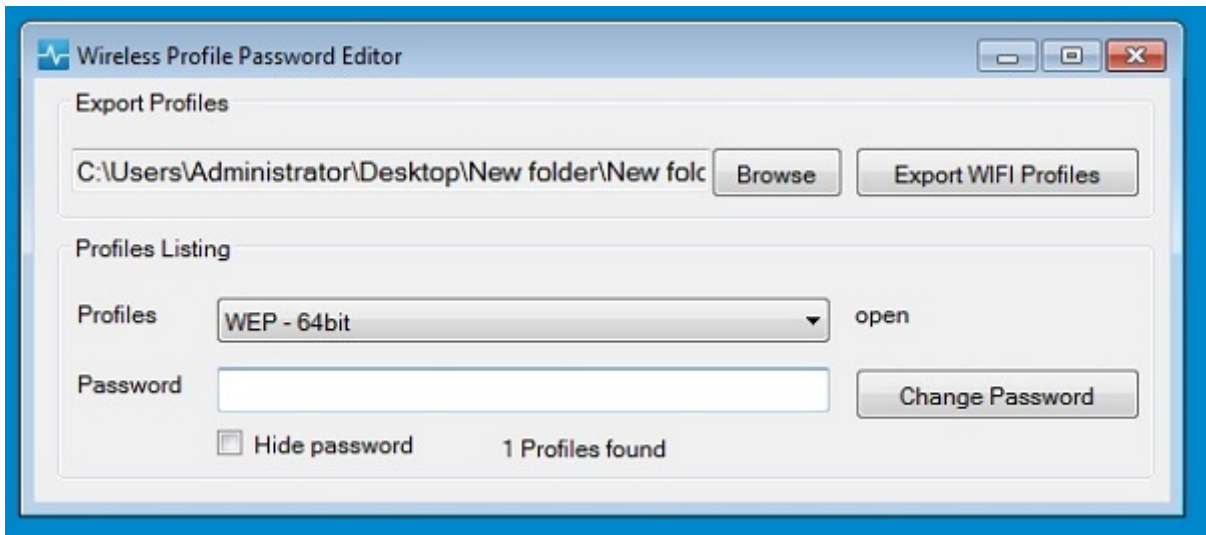 Wireless Profile Password Editor
Export Profiles
C:\Users\Administrator\Desktop\New folder\New folc Browse Export WIFI Profiles
Profiles Listing
Profiles WEP - 64bit open
Password Change Password
Hide password 1 Profiles found